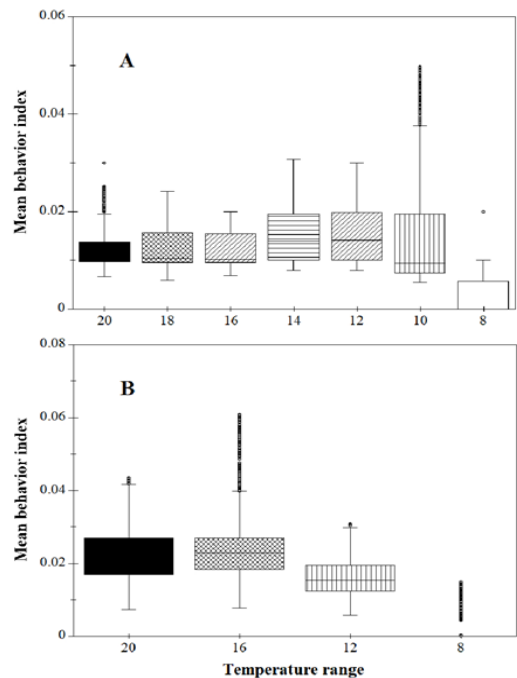 0.06
A
0.04
Mean behavior index
0.02
0
20 18 16 14 12 10 8
0.08
B
0.06
Mean behavior index
0.04
0.02
0
20 16 12 8
Temperature range